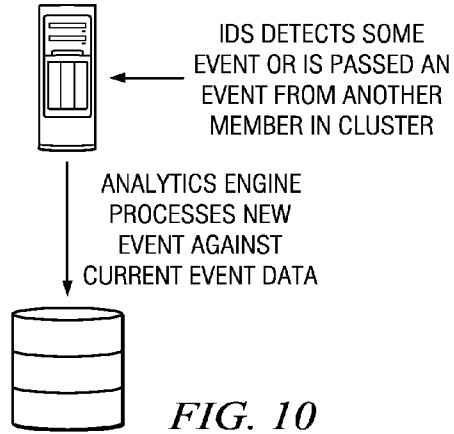 IDS DETECTS SOME
EVENT OR IS PASSED AN
EVENT FROM ANOTHER
MEMBER IN CLUSTER
ANALYTICS ENGINE
PROCESSES NEW
EVENT AGAINST
CURRENT EVENT DATA
FIG. 10